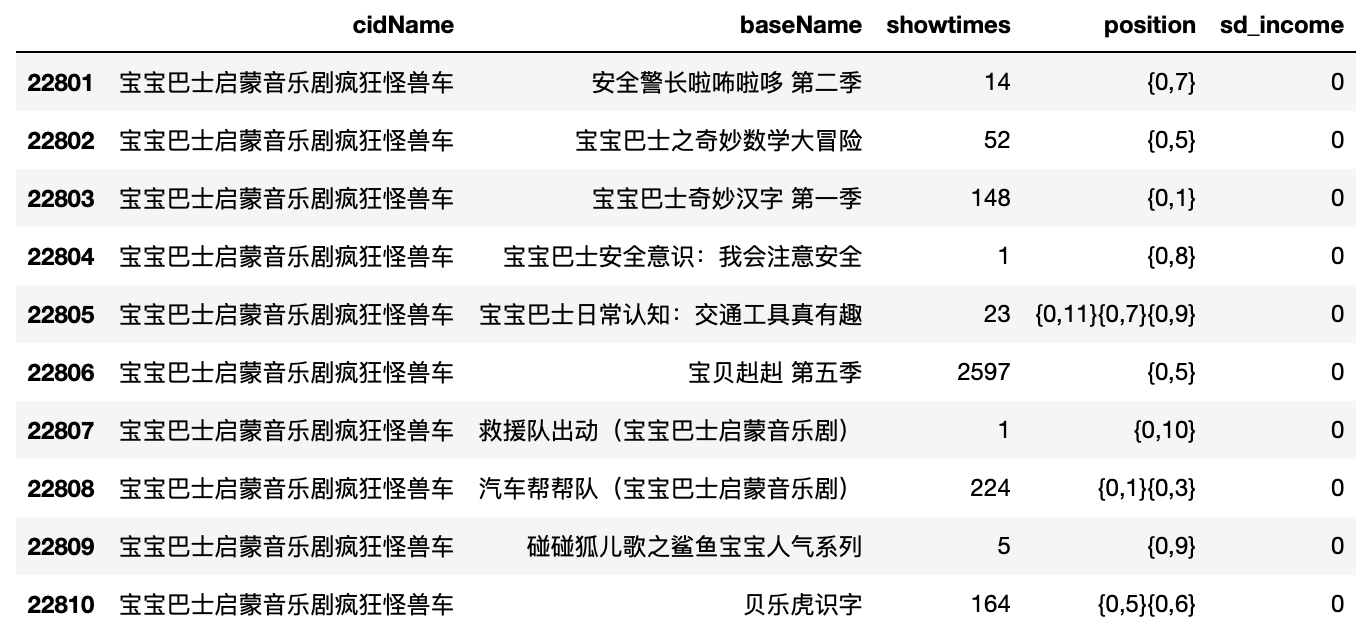 cidName baseName showtimes position sd_income
22801 宝宝巴士启蒙音乐剧疯狂怪兽车 安全警长啦咘啦哆 第二季 14 {0,7} 0
22802 宝宝巴士启蒙音乐剧疯狂怪兽车 宝宝巴士之奇妙数学大冒险 52 {0,5} 0
22803 宝宝巴士启蒙音乐剧疯狂怪兽车 宝宝巴士奇妙汉字 第一季 148 {0,1} 0
22804 宝宝巴士启蒙音乐剧疯狂怪兽车 宝宝巴士安全意识：我会注意安全 1 {0,8} 0
22805 宝宝巴士启蒙音乐剧疯狂怪兽车 宝宝巴士日常认知：交通工具真有趣 23 {0,11}{0,7}{0,9} 0
22806 宝宝巴士启蒙音乐剧疯狂怪兽车 宝贝赳赳 第五季 2597 {0,5} 0
22807 宝宝巴士启蒙音乐剧疯狂怪兽车 救援队出动（宝宝巴士启蒙音乐剧） 1 {0,10} 0
22808 宝宝巴士启蒙音乐剧疯狂怪兽车 汽车帮帮队（宝宝巴士启蒙音乐剧） 224 {0,1}{0,3} 0
22809 宝宝巴士启蒙音乐剧疯狂怪兽车 碰碰狐儿歌之鲨鱼宝宝人气系列 5 {0,9} 0
22810 宝宝巴士启蒙音乐剧疯狂怪兽车 贝乐虎识字 164 {0,5}{0,6} 0